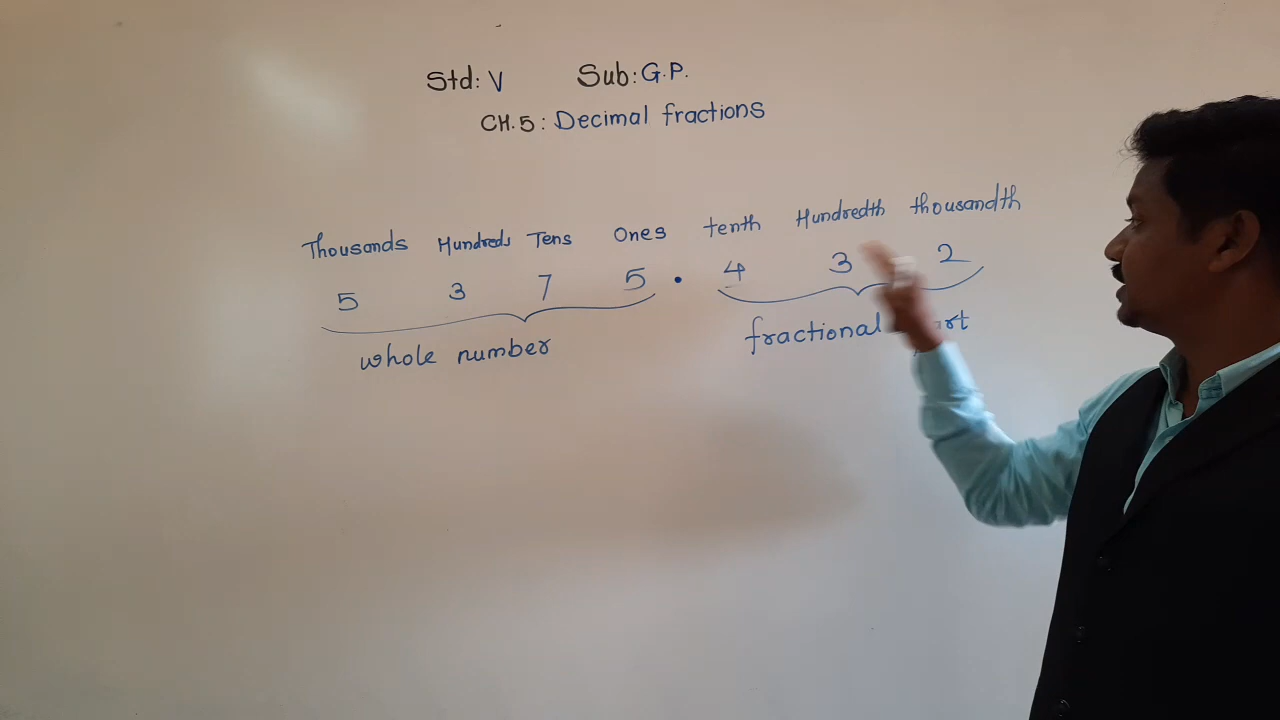 Std: V Sub: G.P.
CH.5: Decimal fractions
Thousands Hundreds Tens Ones tenth Hundredth thousandth
5 3 7 5 . 4 3 2
whole number fractional